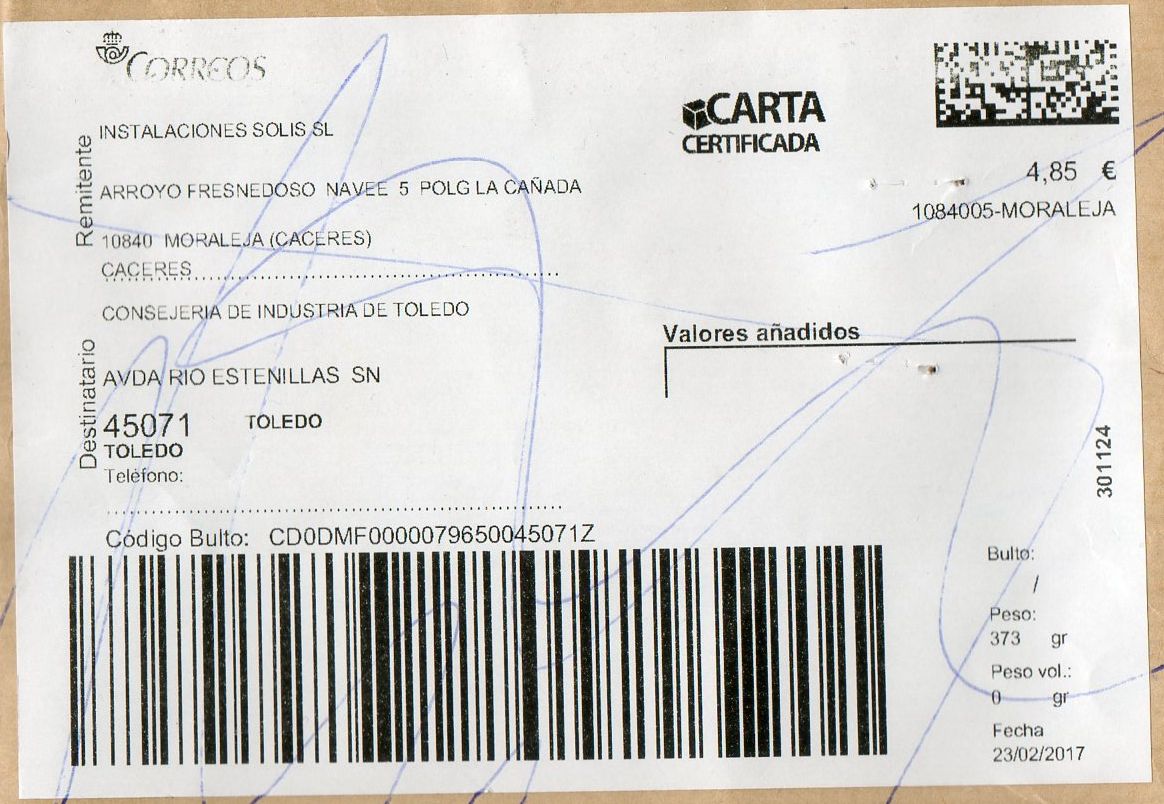 CORREOS
CARTA
CERTIFICADA
4,85 €
1084005-MORALEJA
Remitente
INSTALACIONES SOLIS SL
ARROYO FRESNEDOSO NAVEE 5 POLG LA CAÑADA
10840 MORALEJA (CACERES)
CACERES
Destinatario
CONSEJERIA DE INDUSTRIA DE TOLEDO
AVDA RIO ESTENILLAS SN
45071 TOLEDO
TOLEDO
Teléfono:
Valores añadidos
301124
Código Bulto: CD0DMF0000079650045071Z
Bulto:
/
Peso:
373 gr
Peso vol.:
0 gr
Fecha
23/02/2017